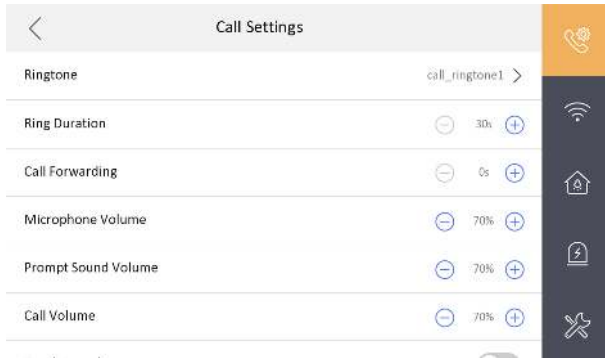 Call Settings
Ringtone call_ringtone1
Ring Duration 30s
Call Forwarding 0s
Microphone Volume 70%
Prompt Sound Volume 70%
Call Volume 70%